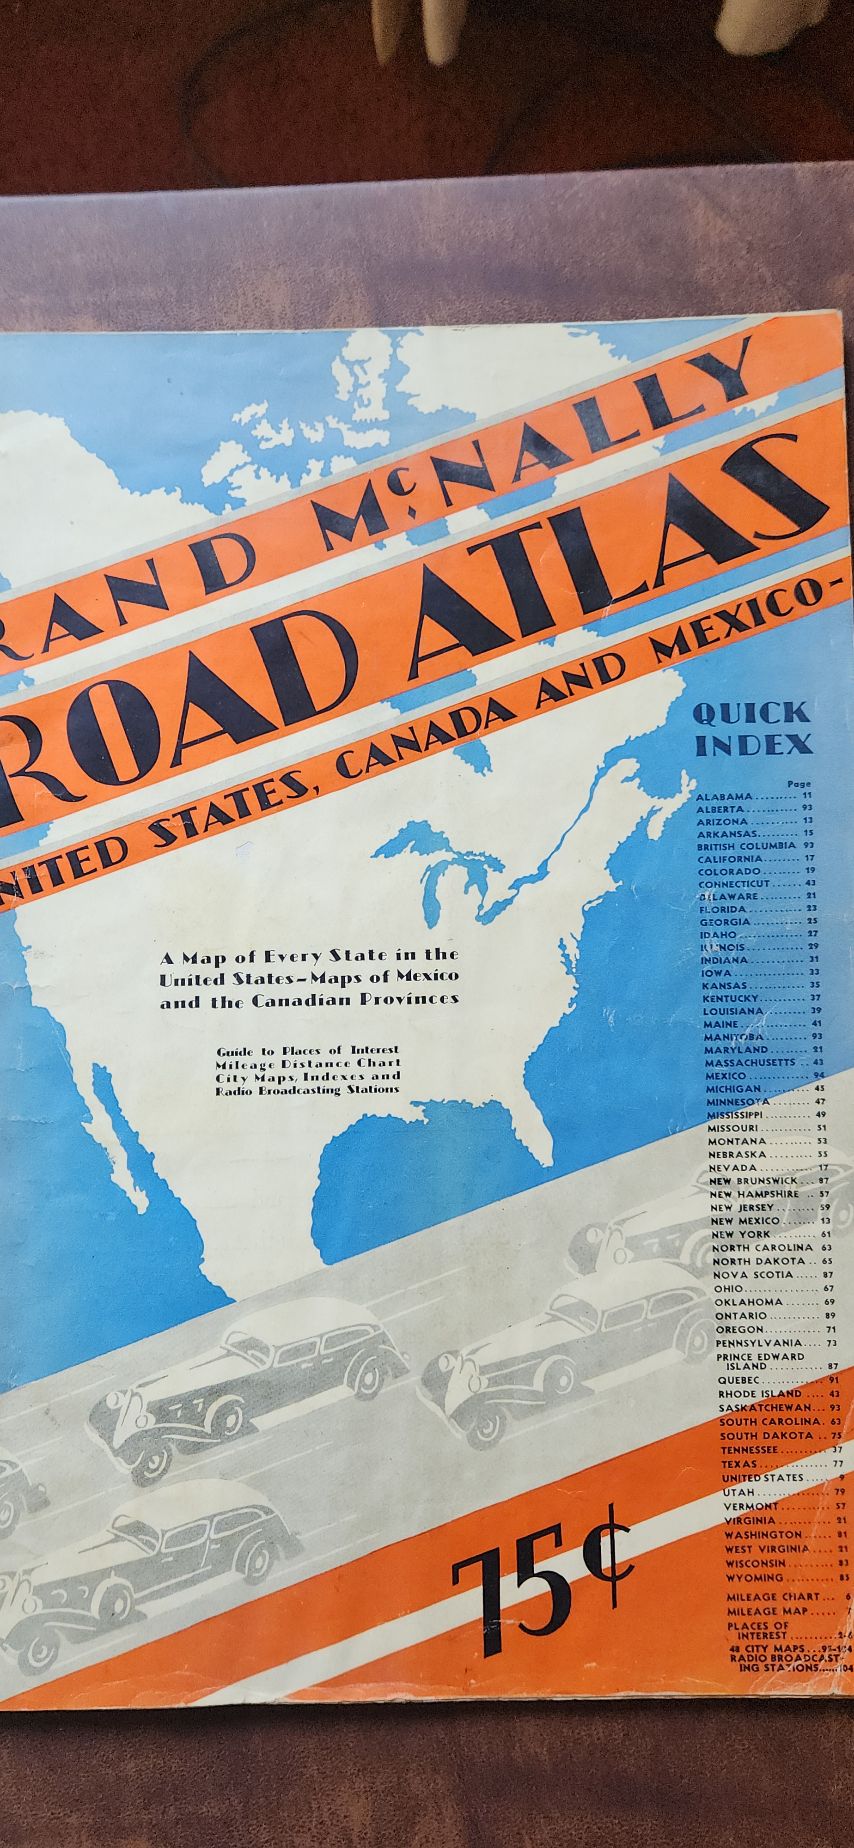 RAND McNALLY
ROAD ATLAS
UNITED STATES, CANADA AND MEXICO-
QUICK
INDEX
Page
ALABAMA......... 11
ALBERTA........... 93
ARIZONA........... 13
ARKANSAS......... 15
BRITISH COLUMBIA 93
CALIFORNIA........ 17
COLORADO......... 19
CONNECTICUT...... 43
DELAWARE......... 21
FLORIDA........... 23
GEORGIA........... 25
IDAHO............. 27
ILLINOIS........... 29
INDIANA........... 31
IOWA.............. 33
KANSAS............ 35
KENTUCKY......... 37
LOUISIANA......... 39
MAINE............. 41
MANITOBA......... 93
MARYLAND........ 21
MASSACHUSETTS .. 43
MEXICO............ 94
MICHIGAN......... 45
MINNESOTA........ 47
MISSISSIPPI......... 49
MISSOURI.......... 51
MONTANA......... 53
NEBRASKA......... 55
NEVADA........... 17
NEW BRUNSWICK... 87
NEW HAMPSHIRE .. 57
NEW JERSEY........ 59
NEW MEXICO....... 13
NEW YORK......... 61
NORTH CAROLINA 63
NORTH DAKOTA .. 65
NOVA SCOTIA..... 87
OHIO.............. 67
OKLAHOMA....... 69
ONTARIO.......... 89
OREGON........... 71
PENNSYLVANIA.... 73
PRINCE EDWARD
ISLAND.......... 87
QUEBEC............ 91
RHODE ISLAND .... 43
SASKATCHEWAN... 93
SOUTH CAROLINA. 63
SOUTH DAKOTA .. 75
TENNESSEE......... 37
TEXAS............. 77
UNITED STATES..... 9
UTAH.............. 79
VERMONT.......... 57
VIRGINIA........... 21
WASHINGTON...... 81
WEST VIRGINIA.... 21
WISCONSIN........ 83
WYOMING......... 85
MILEAGE CHART... 6
MILEAGE MAP..... 7
PLACES OF
INTEREST..........2-6
48 CITY MAPS...97-104
RADIO BROADCAST-
ING STATIONS......104
A Map of Every State in the
United States–Maps of Mexico
and the Canadian Provinces
Guide to Places of Interest
Mileage Distance Chart
City Maps, Indexes and
Radio Broadcasting Stations
75¢